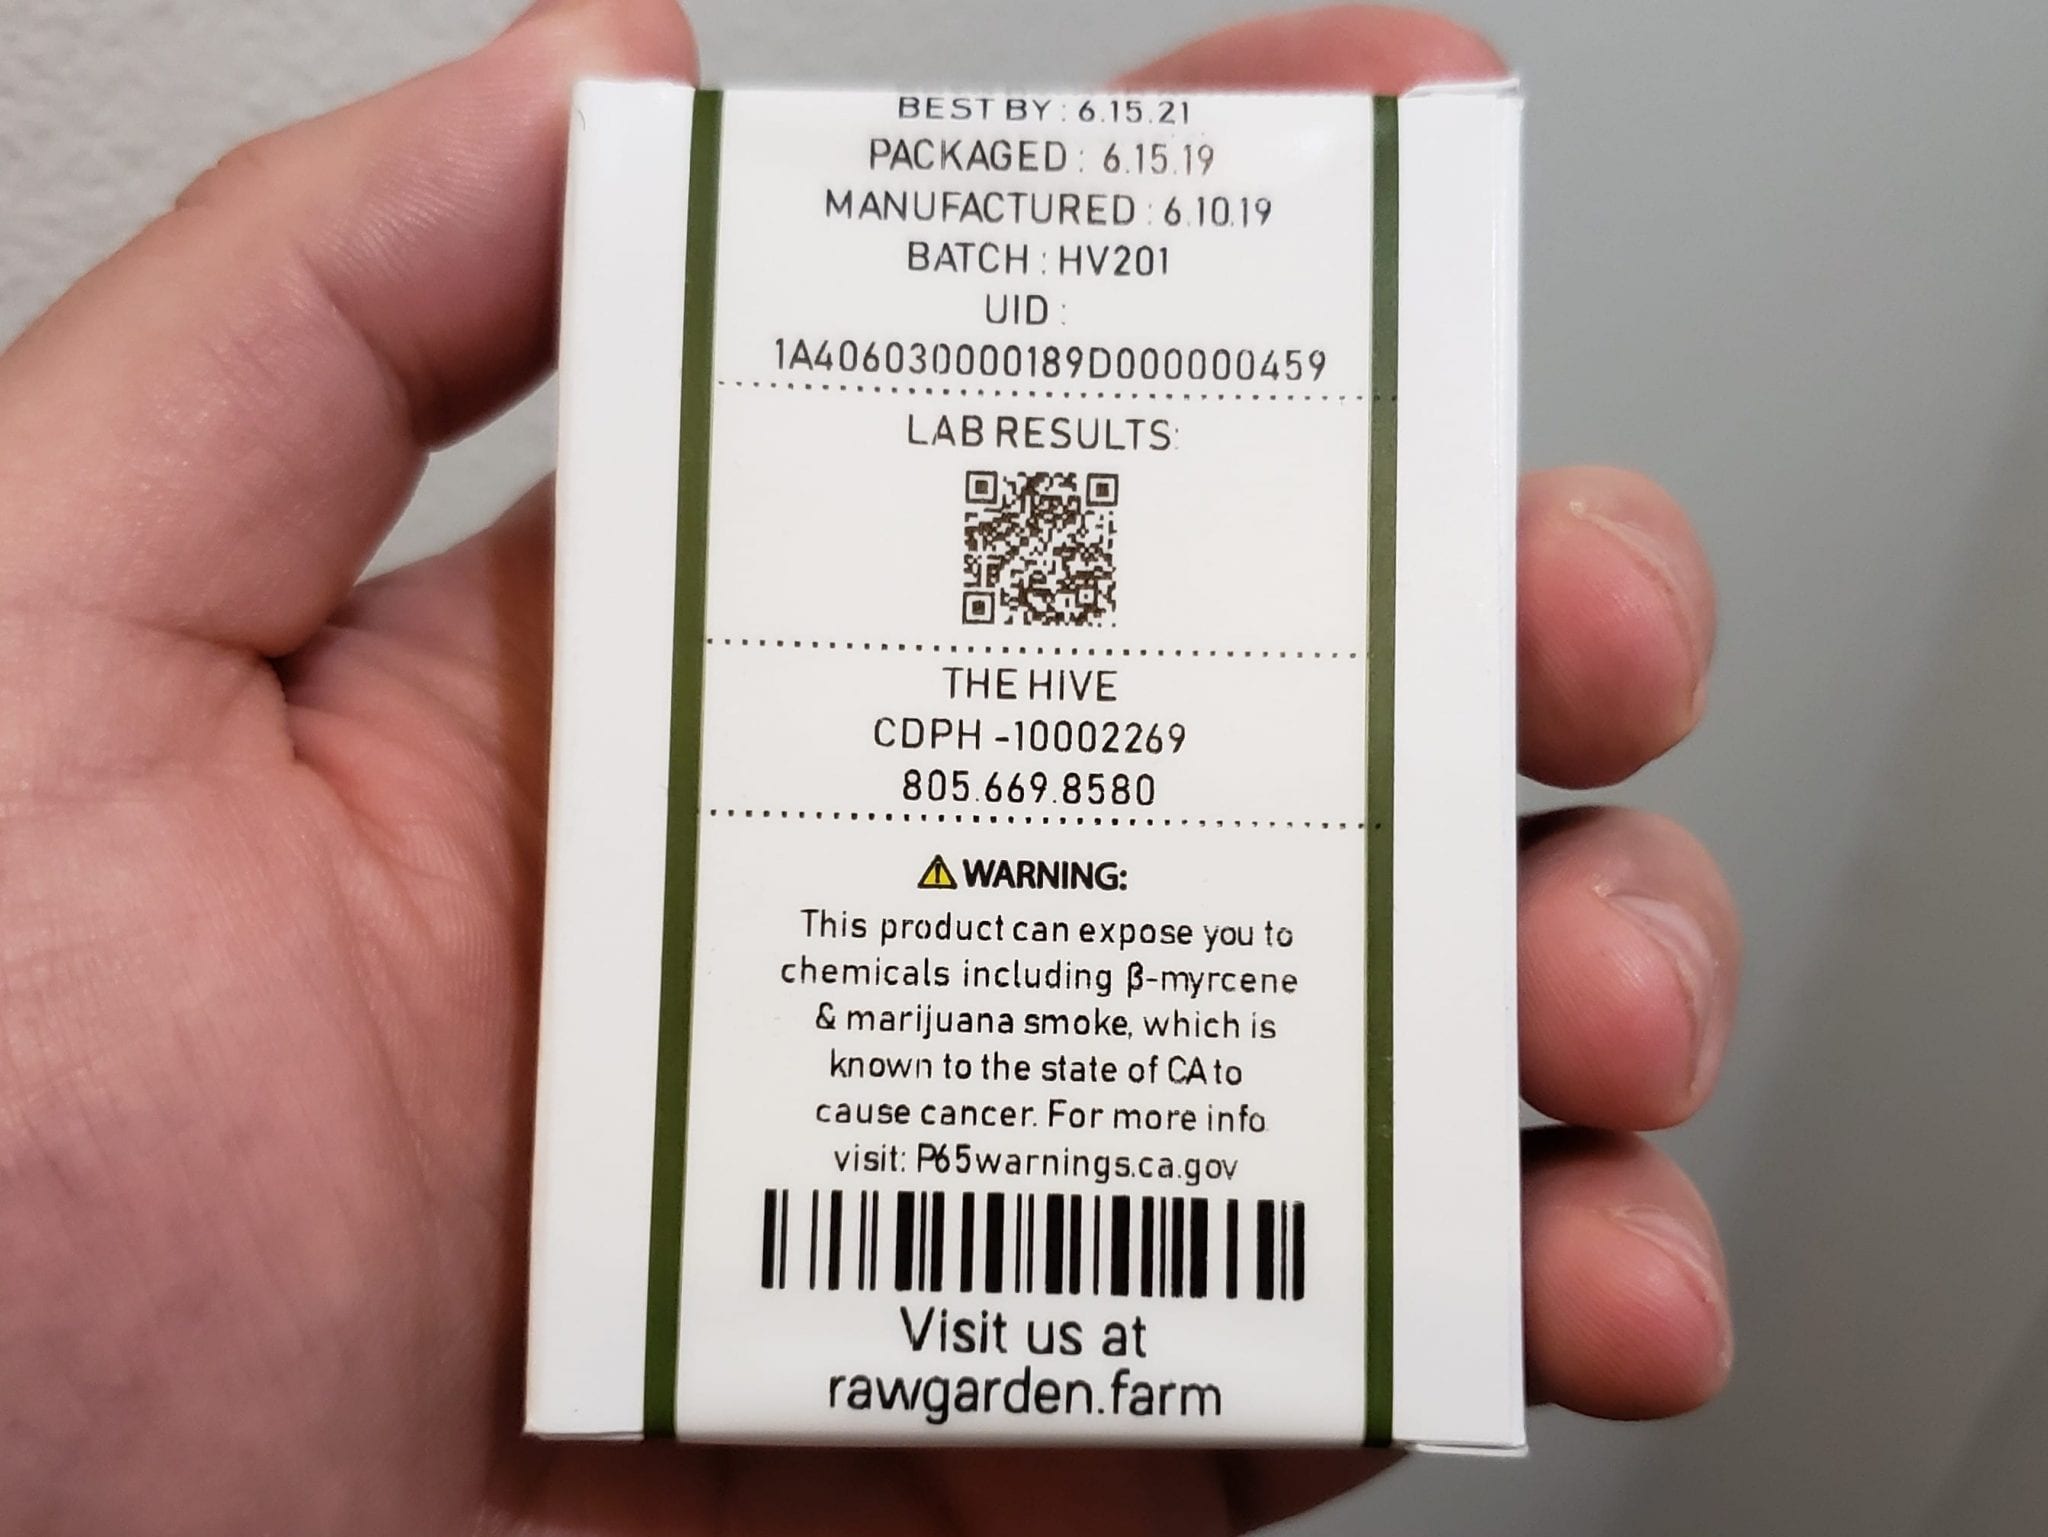 BEST BY : 6.15.21
PACKAGED : 6.15.19
MANUFACTURED : 6.10.19
BATCH : HV201
UID :
1A406030000189D000000459
LAB RESULTS:
THE HIVE
CDPH -10002269
805.669.8580
WARNING:
This product can expose you to
chemicals including β-myrcene
& marijuana smoke, which is
known to the state of CA to
cause cancer. For more info
visit: P65warnings.ca.gov
Visit us at
rawgarden.farm